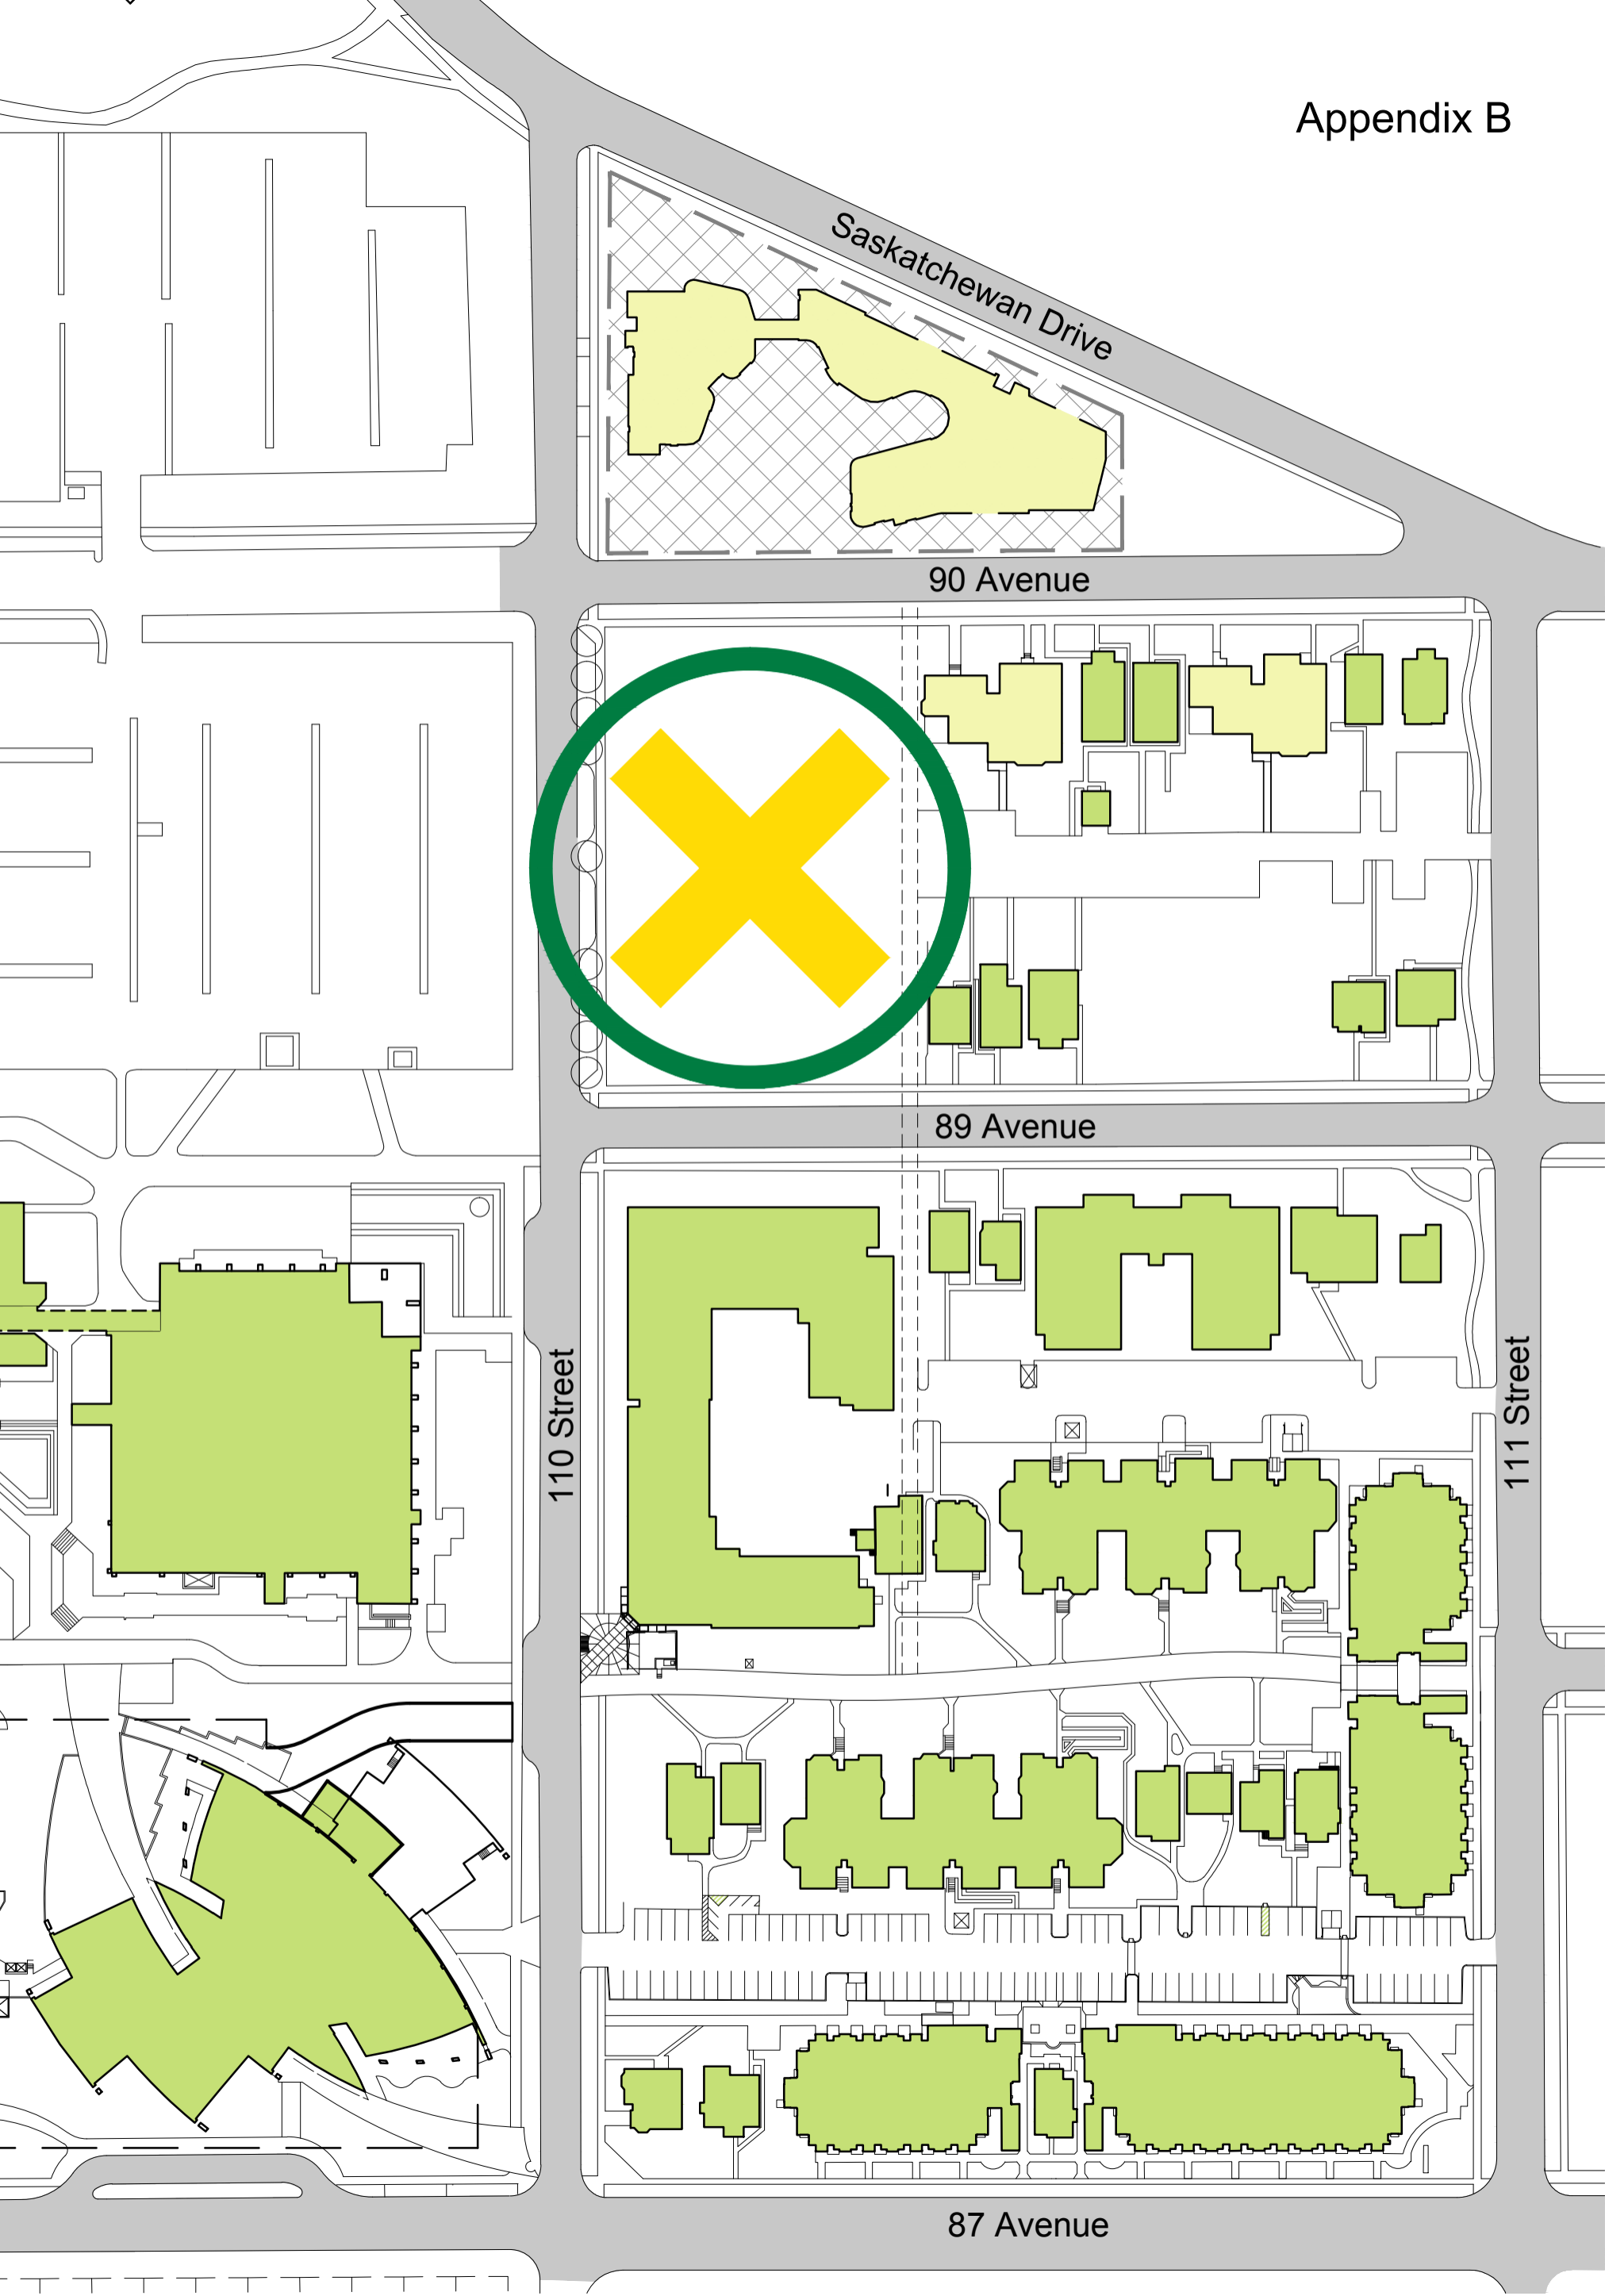 Appendix B
Saskatchewan Drive
90 Avenue
89 Avenue
110 Street
111 Street
87 Avenue